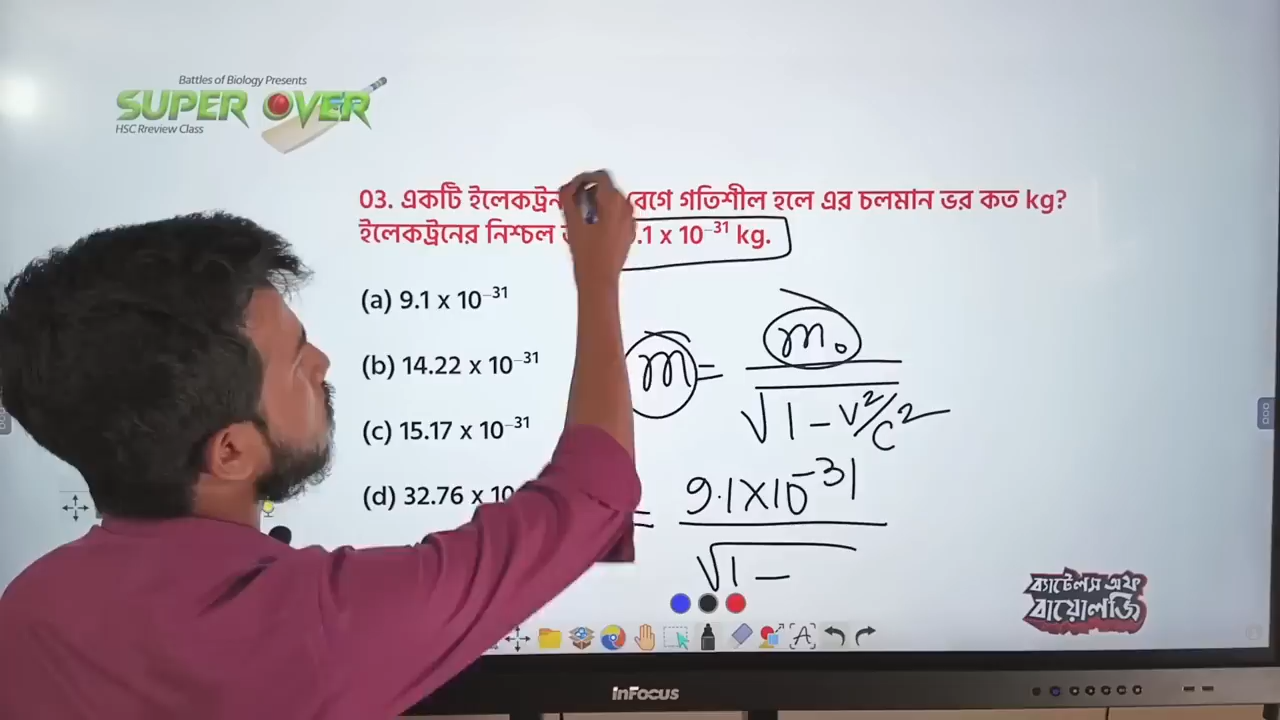 Battles of Biology Presents
SUPER OVER
HSC Rreview Class
03. একটি ইলেকট্রন বেগে গতিশীল হলে এর চলমান ভর কত kg?
ইলেকট্রনের নিশ্চল .1 x 10⁻³¹ kg.
(a) 9.1 x 10⁻³¹
(b) 14.22 x 10⁻³¹
(c) 15.17 x 10⁻³¹
(d) 32.76 x 10
m = m₀ / √1 - v²/c²
= 9.1 X 10⁻³¹ / √1 -
ব্যাটেলস অফ
বায়োলজি
InFocus